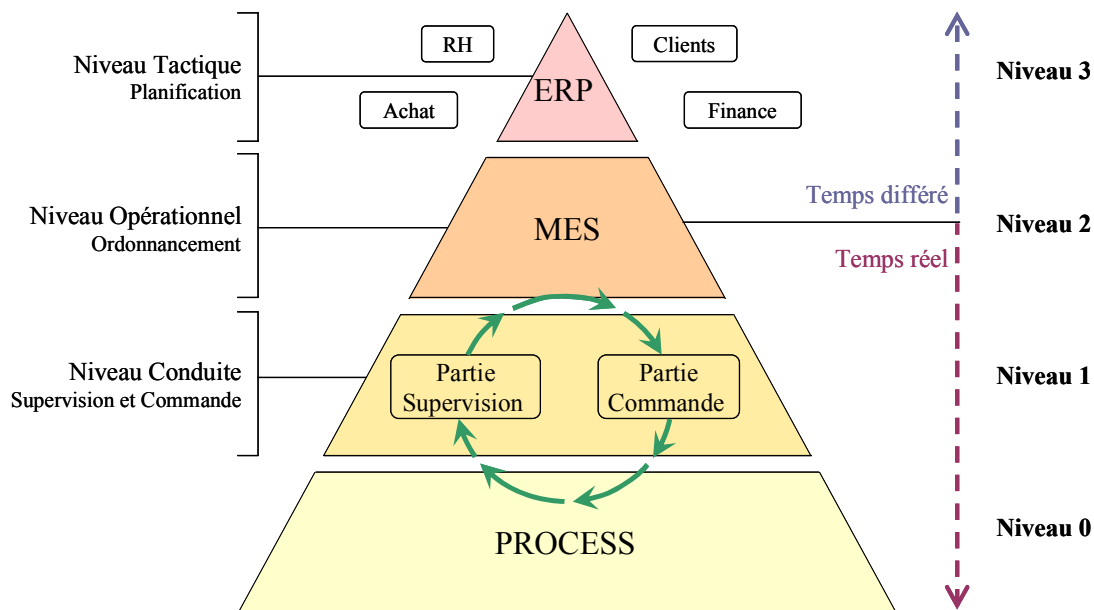 RH
Clients
Niveau Tactique
Planification
Niveau 3
ERP
Achat
Finance
Temps différé
Niveau Opérationnel
Ordonnancement
MES
Niveau 2
Temps réel
Niveau Conduite
Supervision et Commande
Partie
Supervision
Partie
Commande
Niveau 1
PROCESS
Niveau 0